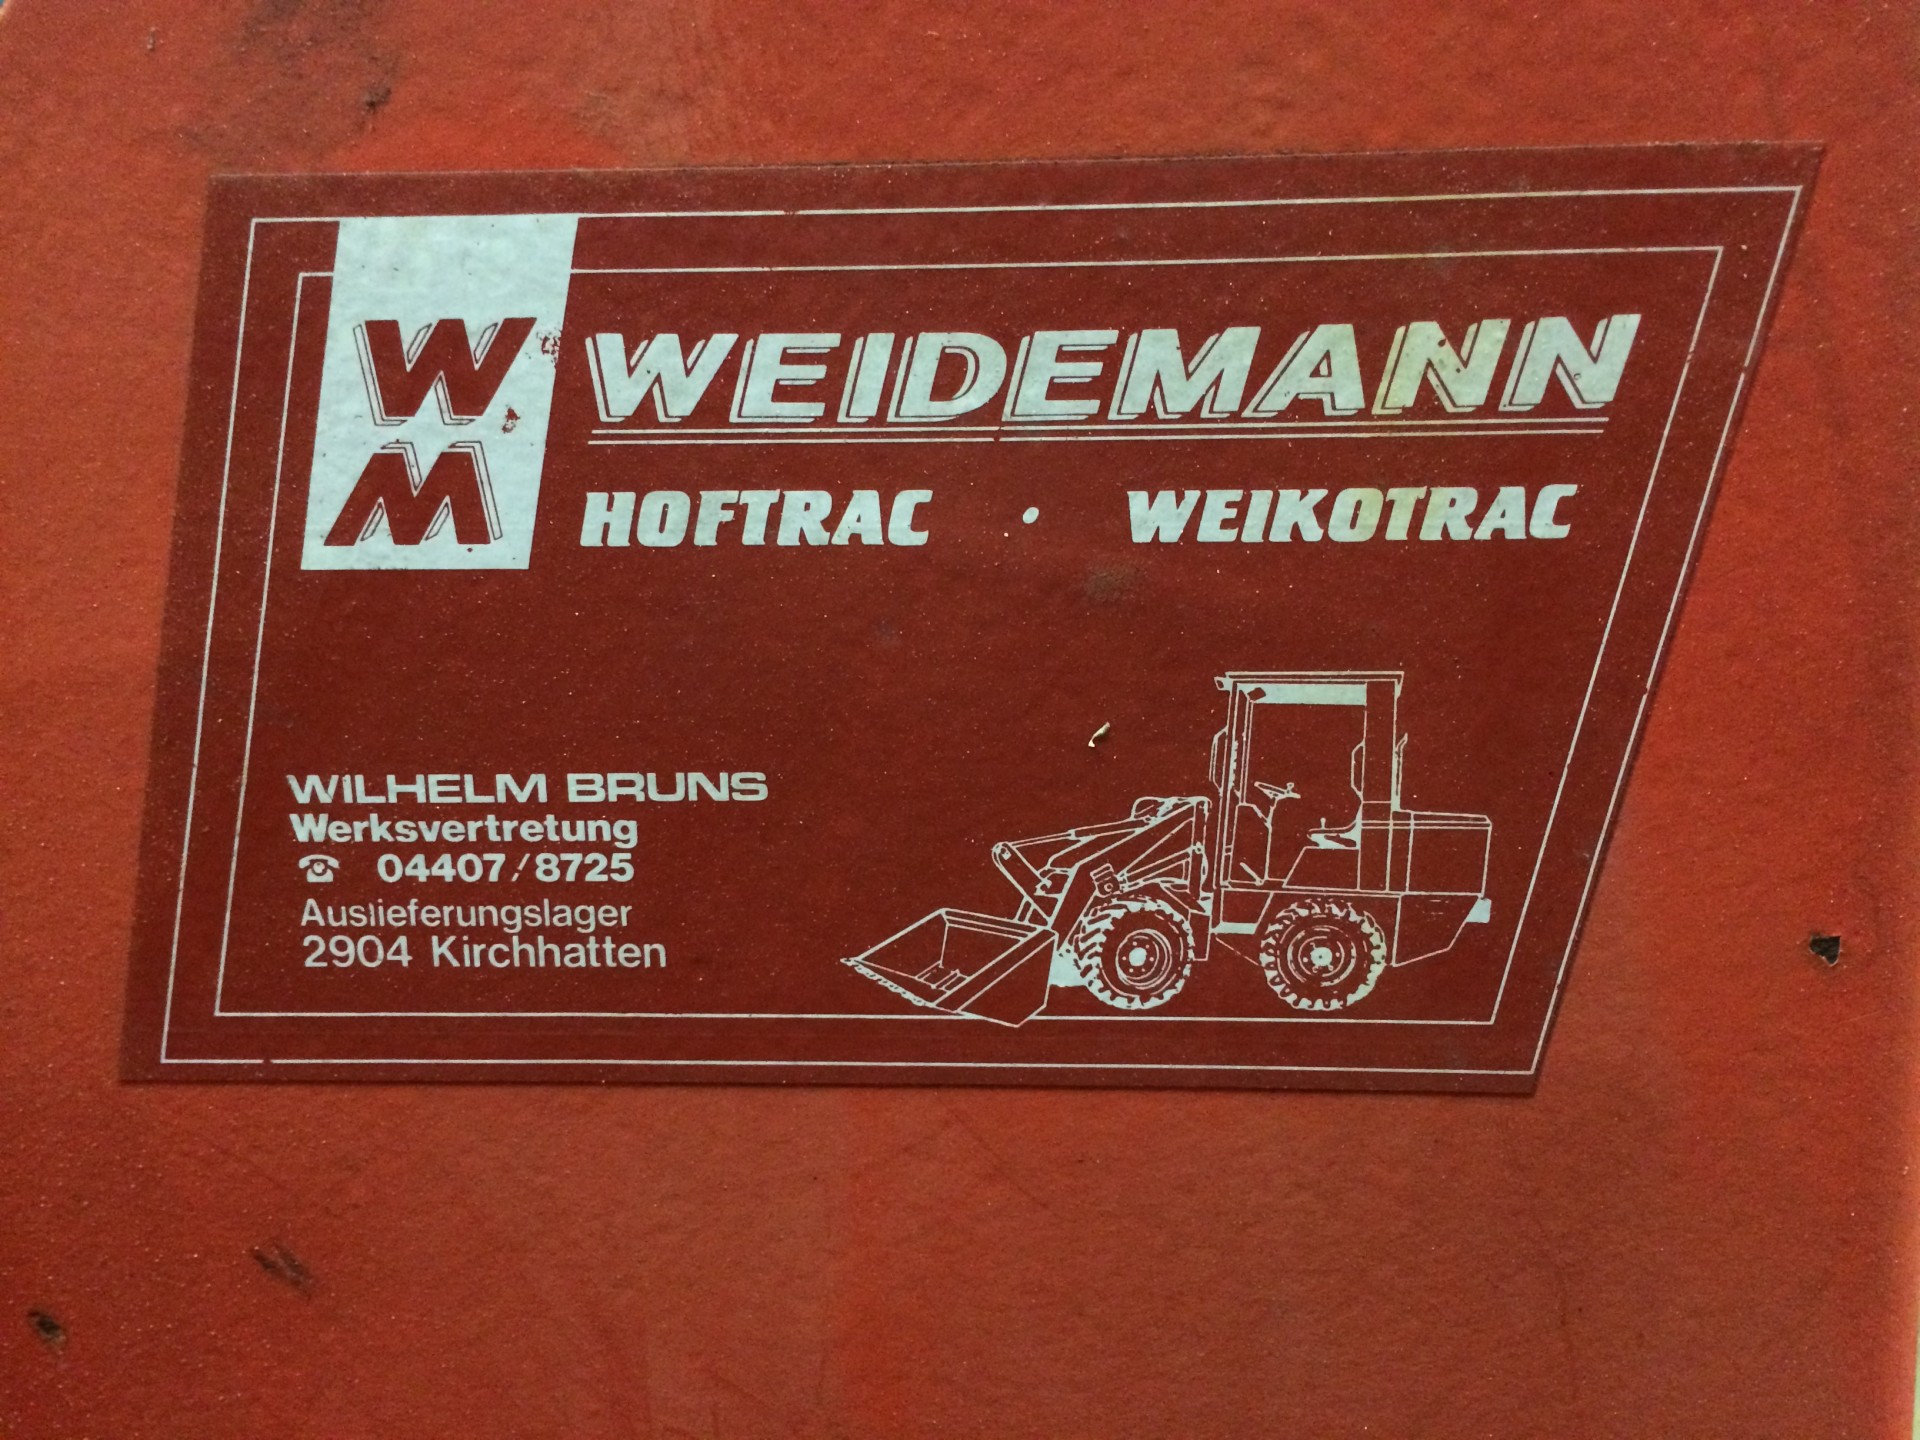 WM
WEIDEMANN
HOFTRAC • WEIKOTRAC
WILHELM BRUNS
Werksvertretung
☎ 04407/8725
Auslieferungslager
2904 Kirchhatten